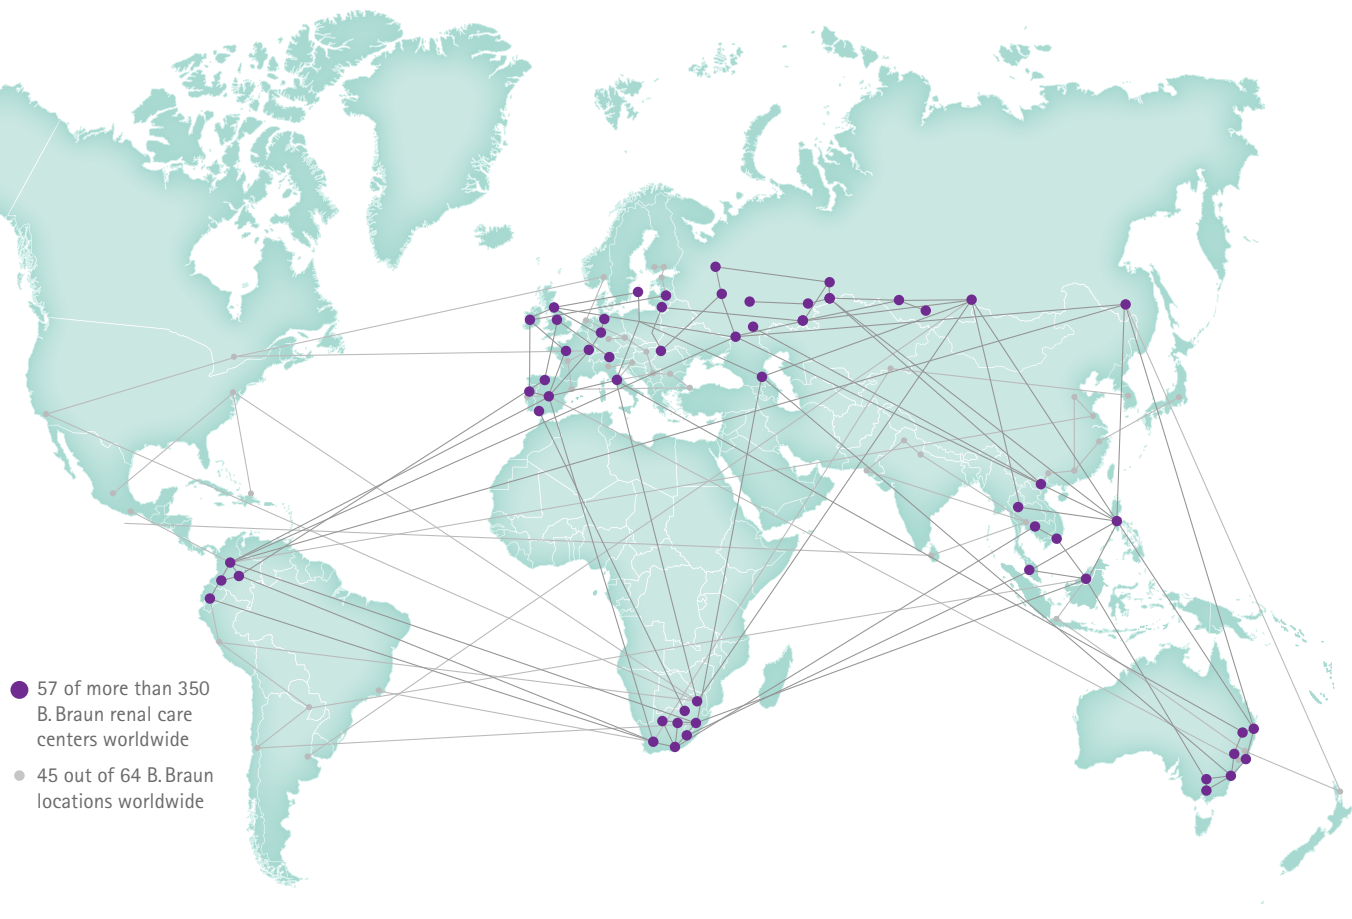 57 of more than 350
B. Braun renal care
centers worldwide
45 out of 64 B. Braun
locations worldwide